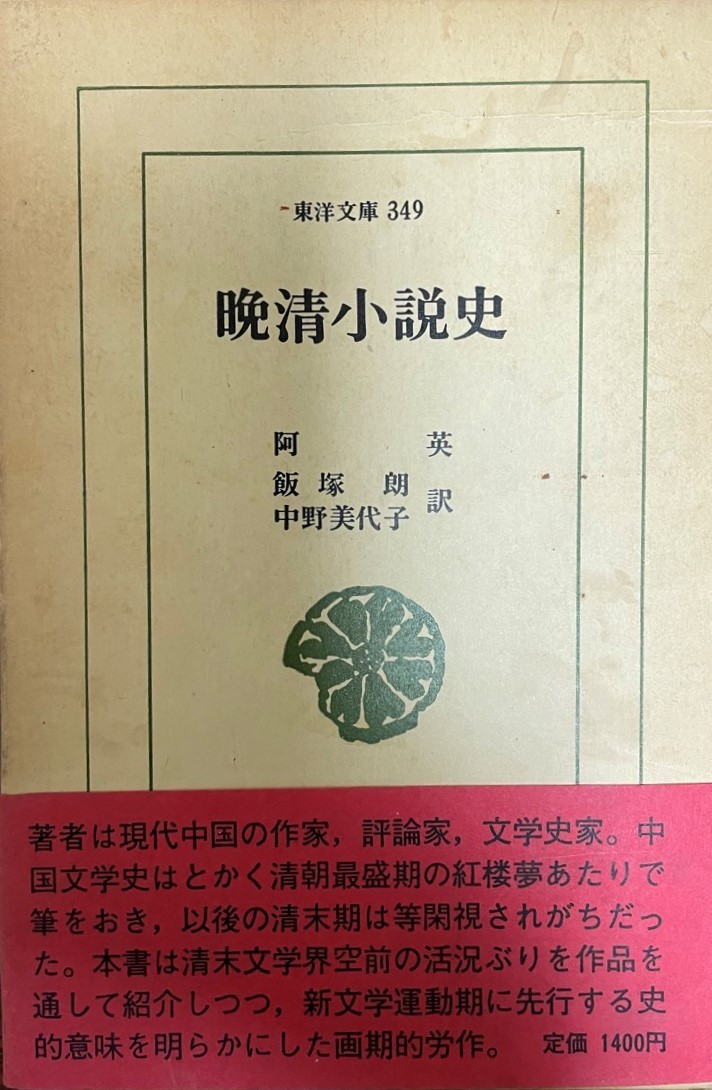 東洋文庫 349
晩清小説史
阿英
飯塚朗
中野美代子 訳
著者は現代中国の作家，評論家，文学史家。中
国文学史はとかく清朝最盛期の紅楼夢あたりで
筆をおき，以後の清末期は等閑視されがちだっ
た。本書は清末文学界空前の活況ぶりを作品を
通して紹介しつつ，新文学運動期に先行する史
的意味を明らかにした画期的労作。 定価 1400円